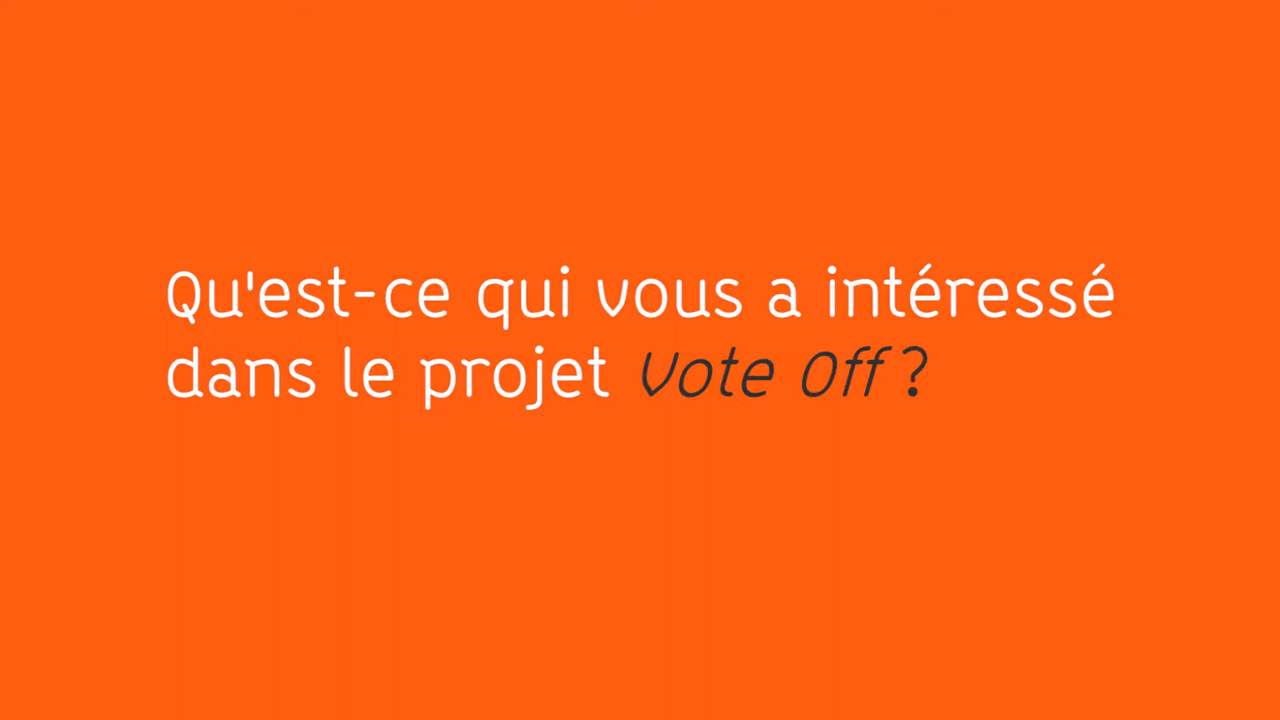 Qu'est-ce qui vous a intéressé
dans le projet Vote Off ?